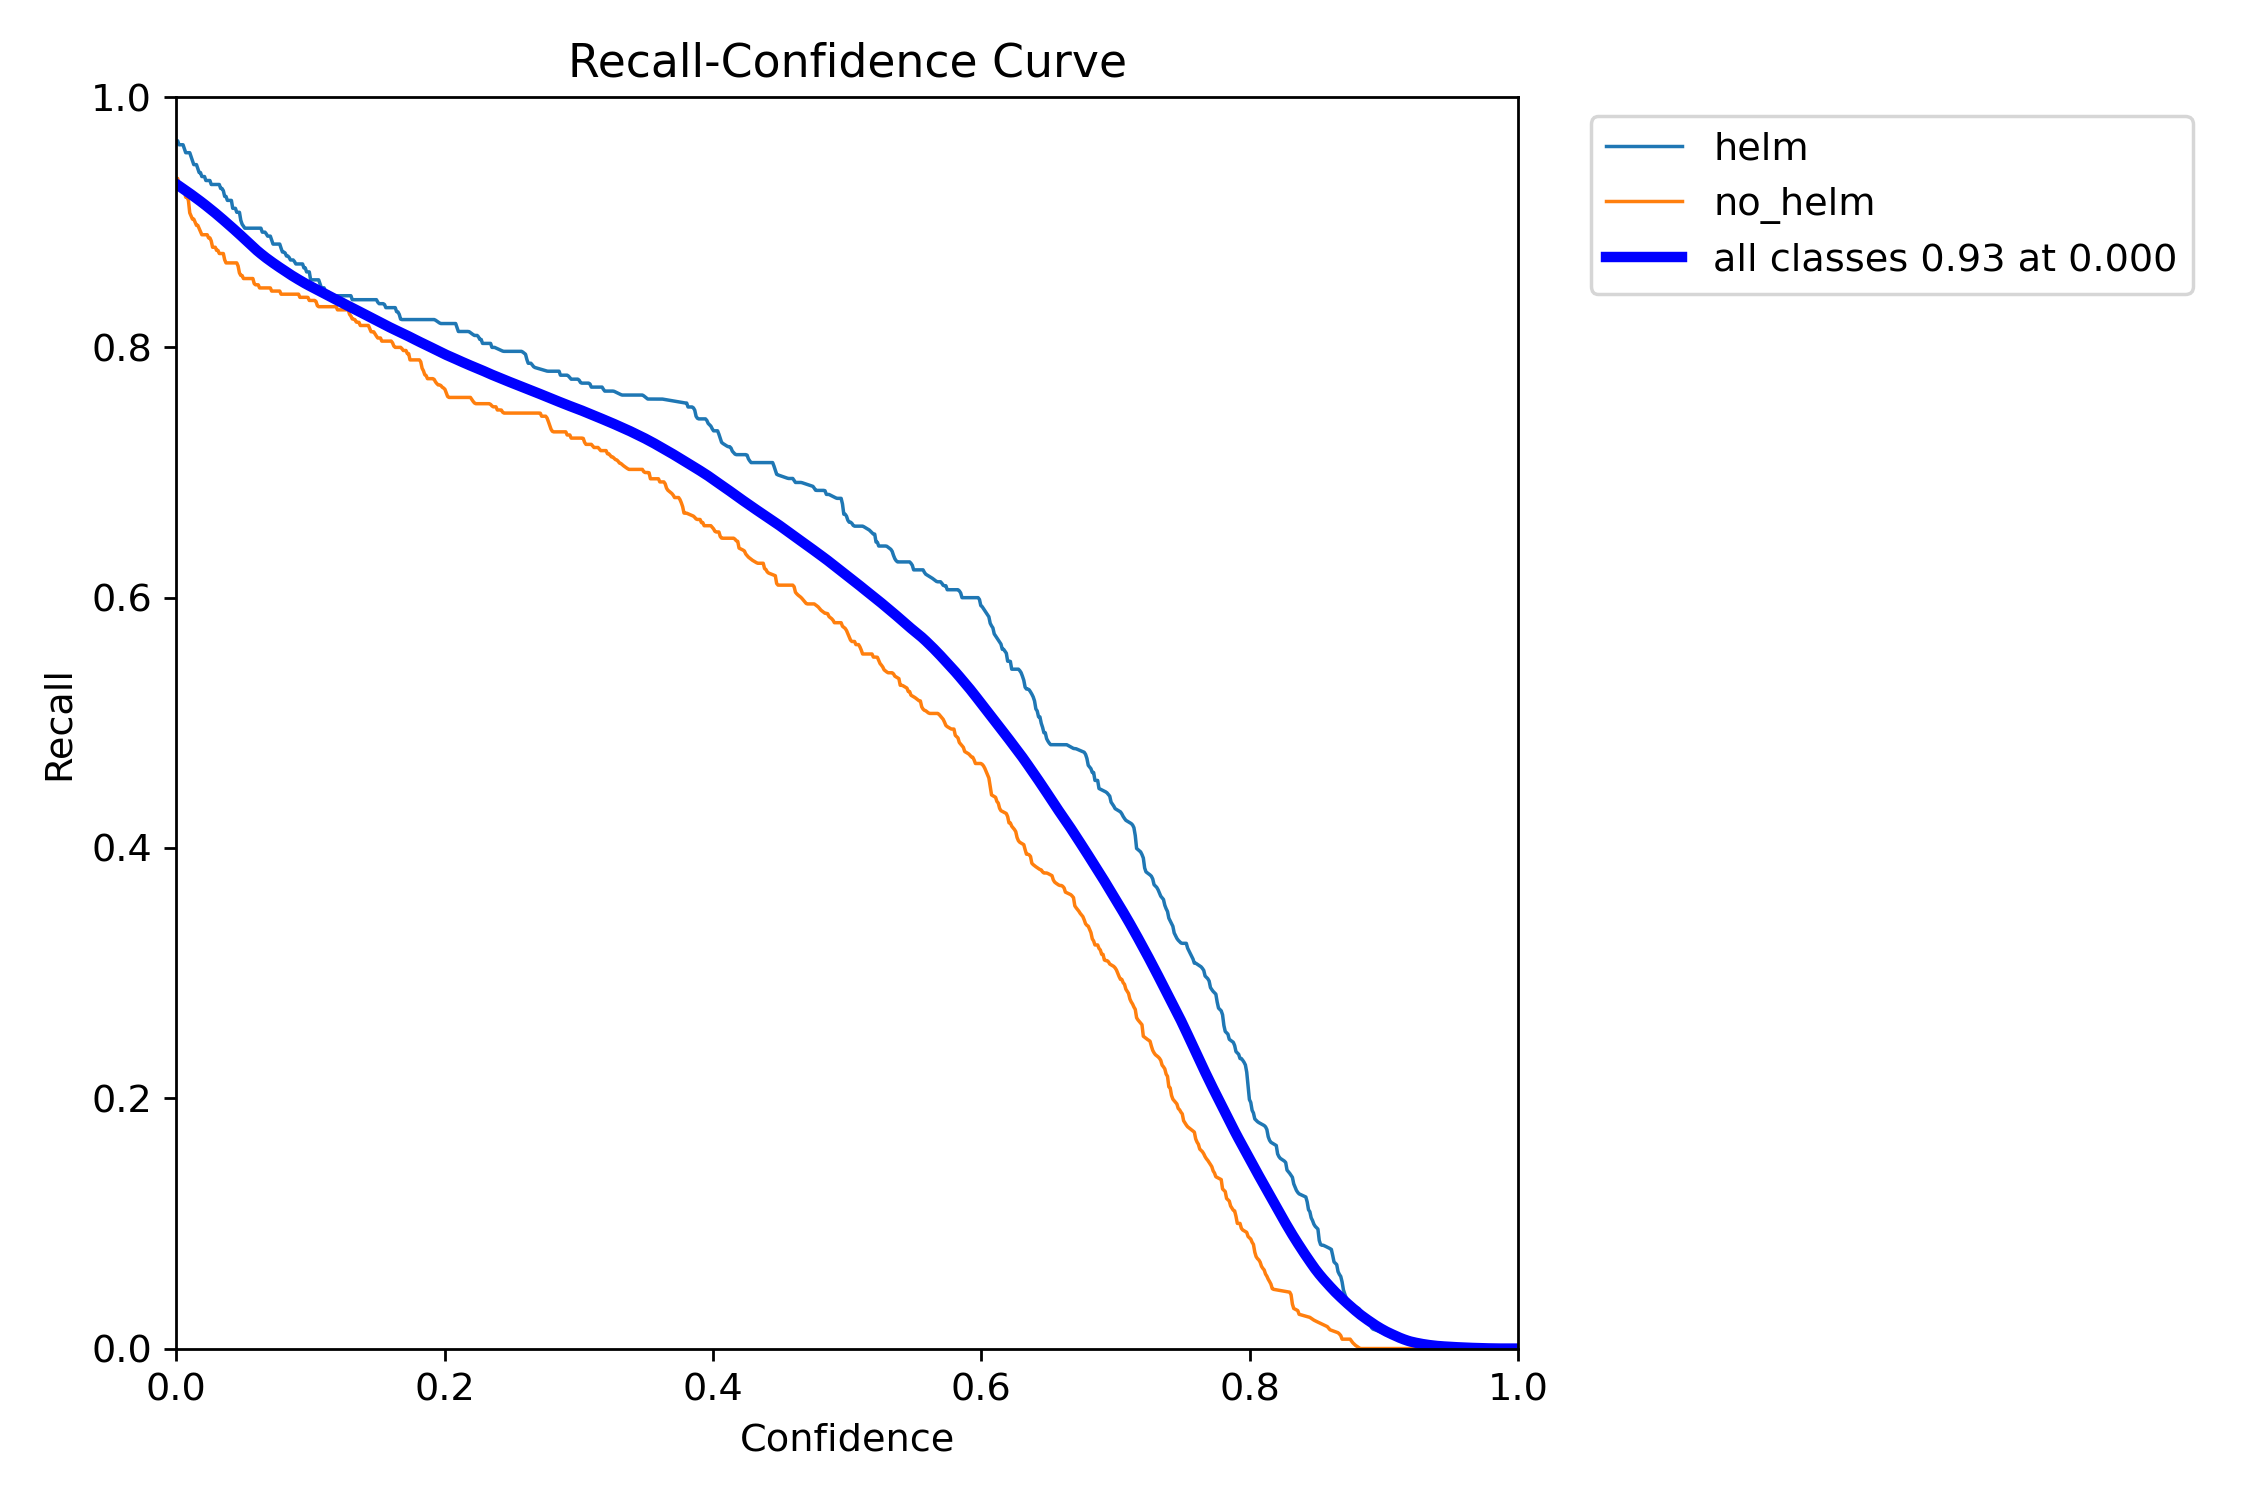 Recall-Confidence Curve
1.0
0.8
0.6
0.4
0.2
0.0
Recall
0.0 0.2 0.4 0.6 0.8 1.0
Confidence
helm
no_helm
all classes 0.93 at 0.000